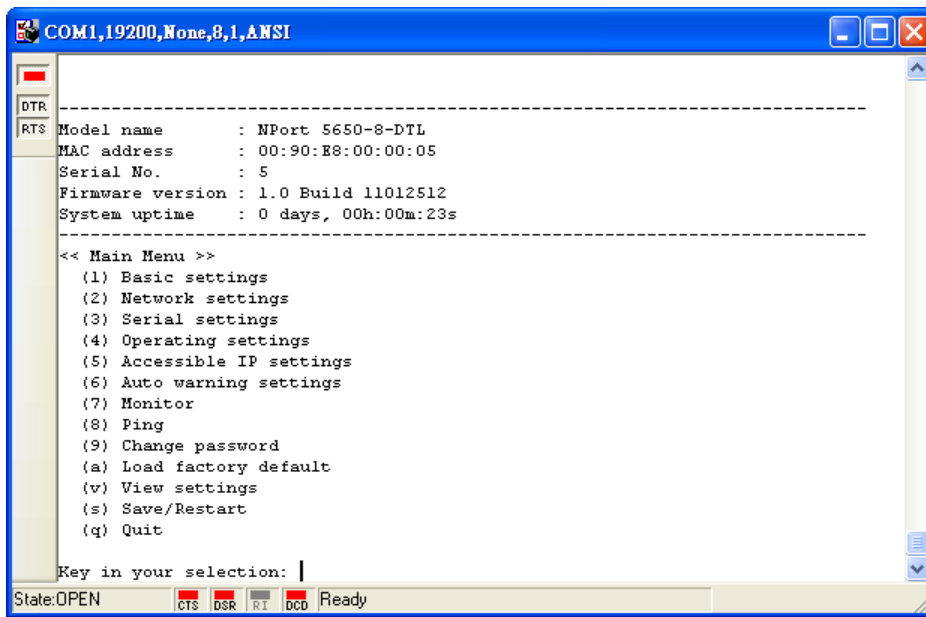 COM1,19200,None,8,1,ANSI
DTR
RTS
--------------------------------------------------------------------------------
Model name       : NPort 5650-8-DTL
MAC address      : 00:90:E8:00:00:05
Serial No.       : 5
Firmware version : 1.0 Build 11012512
System uptime    : 0 days, 00h:00m:23s
--------------------------------------------------------------------------------
<< Main Menu >>
(1) Basic settings
(2) Network settings
(3) Serial settings
(4) Operating settings
(5) Accessible IP settings
(6) Auto warning settings
(7) Monitor
(8) Ping
(9) Change password
(a) Load factory default
(v) View settings
(s) Save/Restart
(q) Quit
Key in your selection:
State:OPEN CTS DSR RI DCD Ready